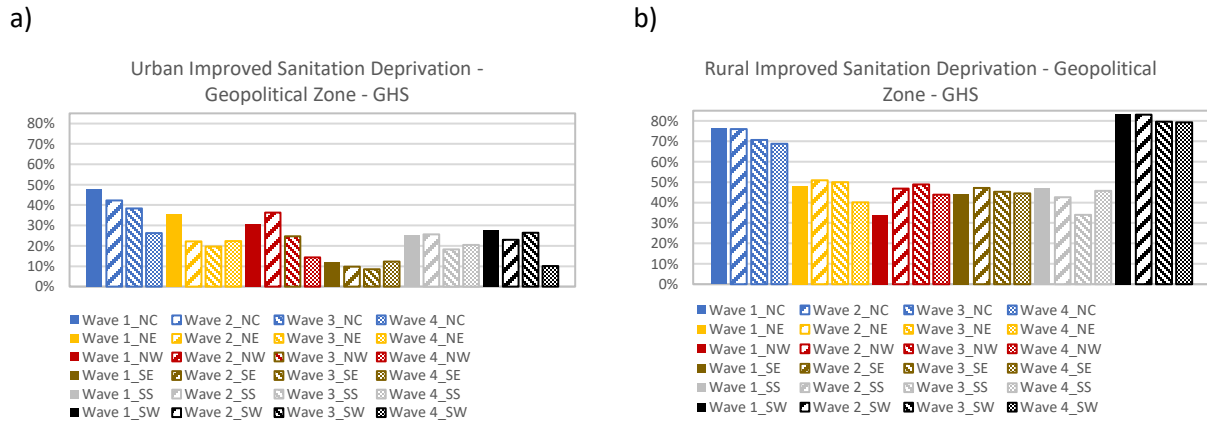 a)
Urban Improved Sanitation Deprivation -
Geopolitical Zone - GHS
80%
70%
60%
50%
40%
30%
20%
10%
0%
Wave 1_NC Wave 2_NC Wave 3_NC Wave 4_NC
Wave 1_NE Wave 2_NE Wave 3_NE Wave 4_NE
Wave 1_NW Wave 2_NW Wave 3_NW Wave 4_NW
Wave 1_SE Wave 2_SE Wave 3_SE Wave 4_SE
Wave 1_SS Wave 2_SS Wave 3_SS Wave 4_SS
Wave 1_SW Wave 2_SW Wave 3_SW Wave 4_SW
b)
Rural Improved Sanitation Deprivation - Geopolitical
Zone - GHS
80%
70%
60%
50%
40%
30%
20%
10%
0%
Wave 1_NC Wave 2_NC Wave 3_NC Wave 4_NC
Wave 1_NE Wave 2_NE Wave 3_NE Wave 4_NE
Wave 1_NW Wave 2_NW Wave 3_NW Wave 4_NW
Wave 1_SE Wave 2_SE Wave 3_SE Wave 4_SE
Wave 1_SS Wave 2_SS Wave 3_SS Wave 4_SS
Wave 1_SW Wave 2_SW Wave 3_SW Wave 4_SW